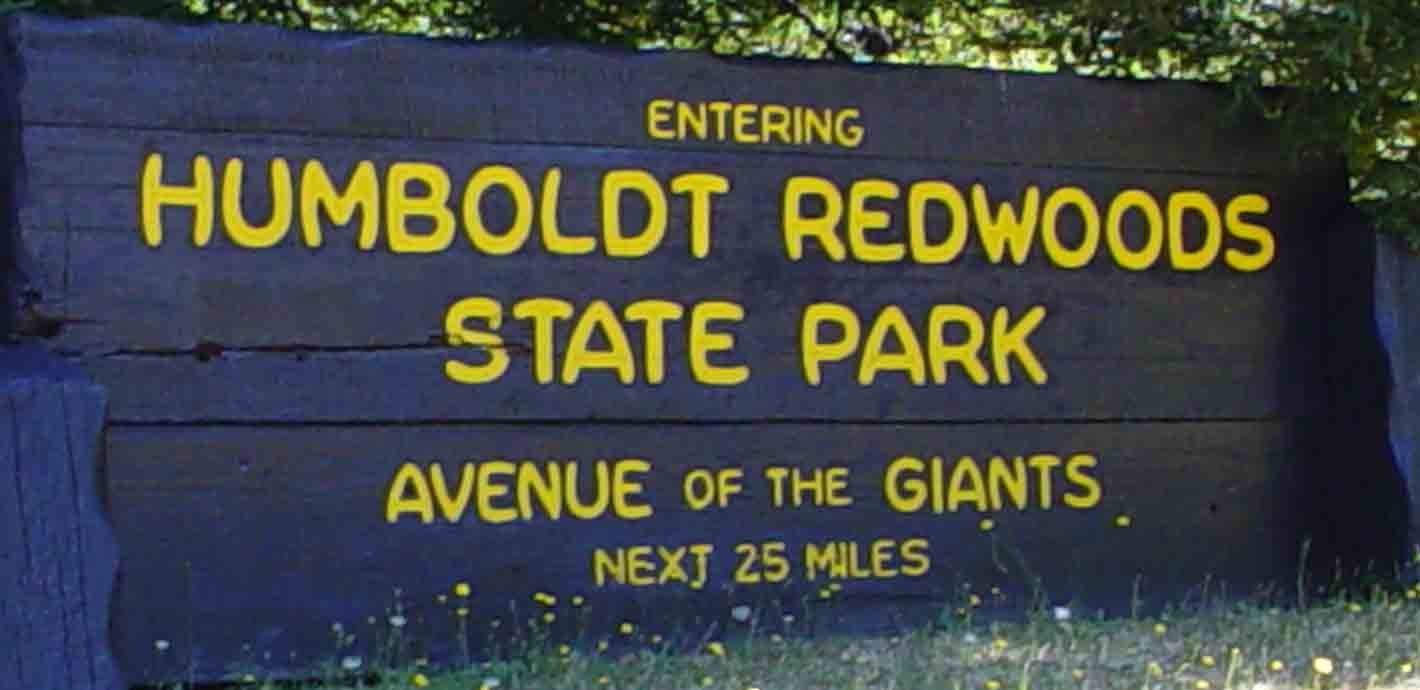 ENTERING
HUMBOLDT REDWOODS
STATE PARK
AVENUE OF THE GIANTS
NEXT 25 MILES